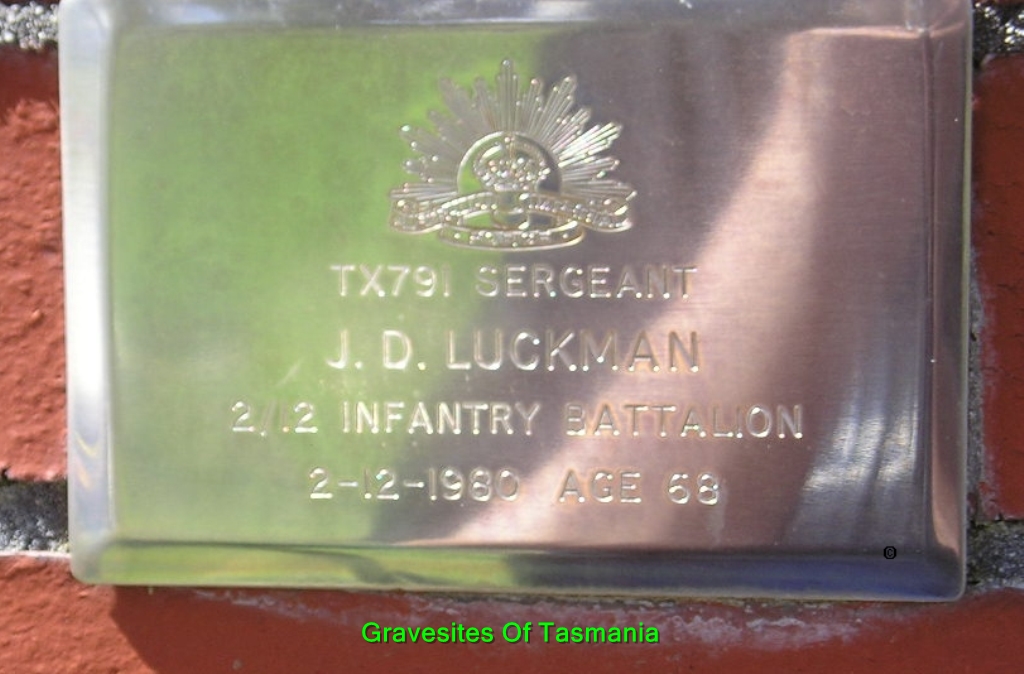 TX791 SERGEANT
J. D. LUCKMAN
2/12 INFANTRY BATTALION
2-12-1980 AGE 68
©
Gravesites Of Tasmania